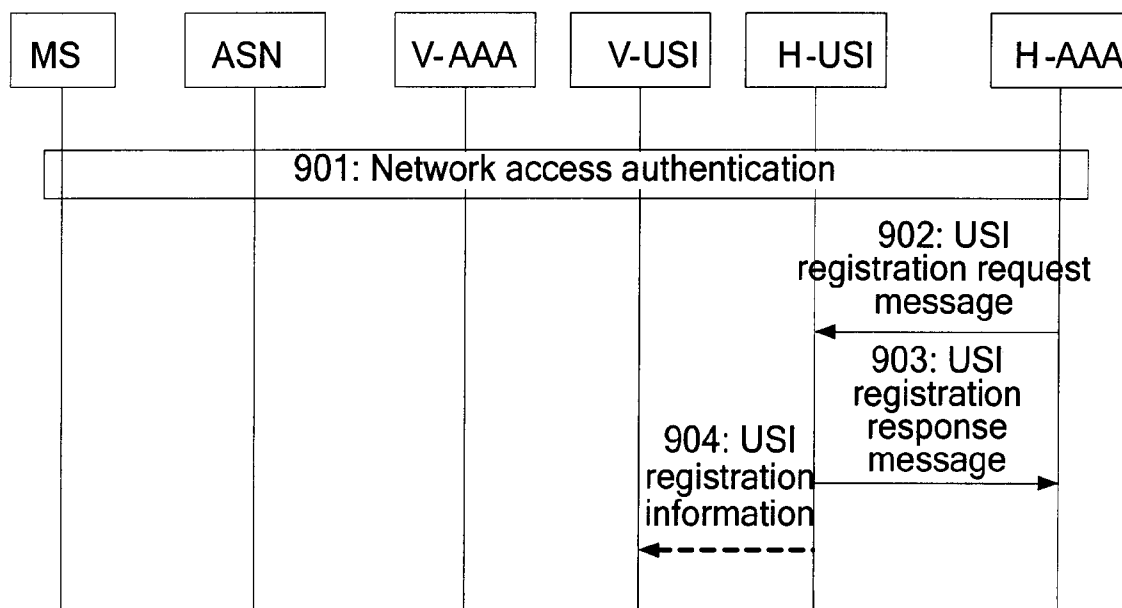 MS
ASN
V-AAA
V-USI
H-USI
H-AAA
901: Network access authentication
902: USI
registration request
message
903: USI
registration
response
message
904: USI
registration
information